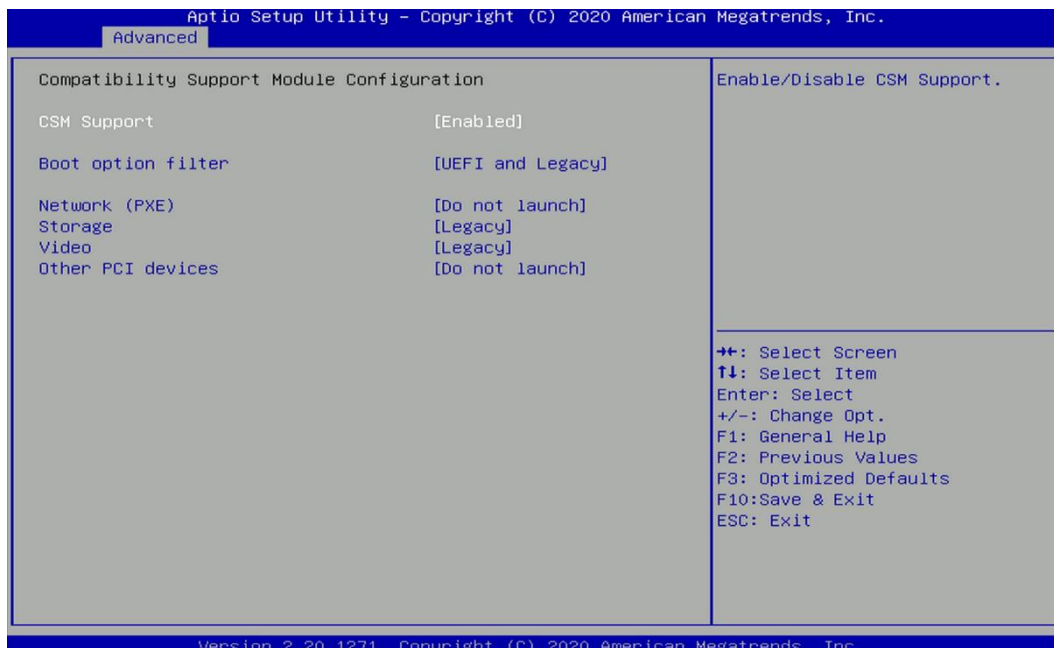 Aptio Setup Utility – Copyright (C) 2020 American Megatrends, Inc.
Advanced
Compatibility Support Module Configuration
CSM Support [Enabled]
Boot option filter [UEFI and Legacy]
Network (PXE) [Do not launch]
Storage [Legacy]
Video [Legacy]
Other PCI devices [Do not launch]
Enable/Disable CSM Support.
→←: Select Screen
↑↓: Select Item
Enter: Select
+/-: Change Opt.
F1: General Help
F2: Previous Values
F3: Optimized Defaults
F10:Save & Exit
ESC: Exit
Version 2.20.1271. Copyright (C) 2020 American Megatrends, Inc.